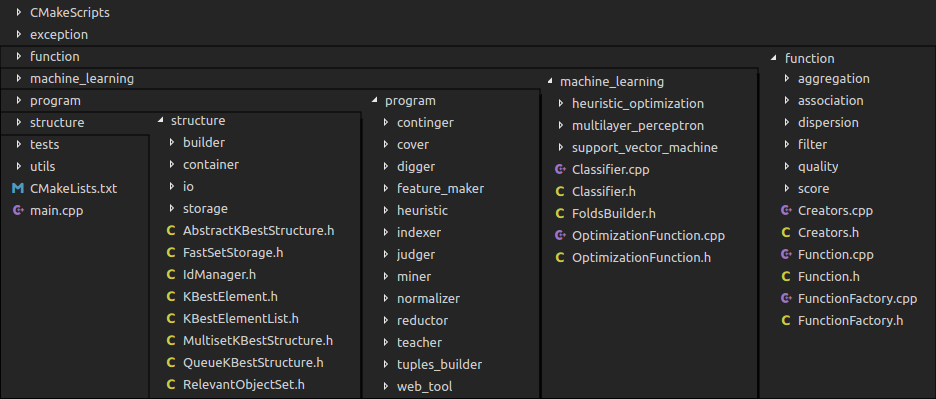 CMakeScripts
exception
function
machine_learning
program
structure
tests
utils
CMakeLists.txt
main.cpp
structure
builder
container
io
storage
AbstractKBestStructure.h
FastSetStorage.h
IdManager.h
KBestElement.h
KBestElementList.h
MultisetKBestStructure.h
QueueKBestStructure.h
RelevantObjectSet.h
program
continger
cover
digger
feature_maker
heuristic
indexer
judger
miner
normalizer
reductor
teacher
tuples_builder
web_tool
machine_learning
heuristic_optimization
multilayer_perceptron
support_vector_machine
Classifier.cpp
Classifier.h
FoldsBuilder.h
OptimizationFunction.cpp
OptimizationFunction.h
function
aggregation
association
dispersion
filter
quality
score
Creators.cpp
Creators.h
Function.cpp
Function.h
FunctionFactory.cpp
FunctionFactory.h